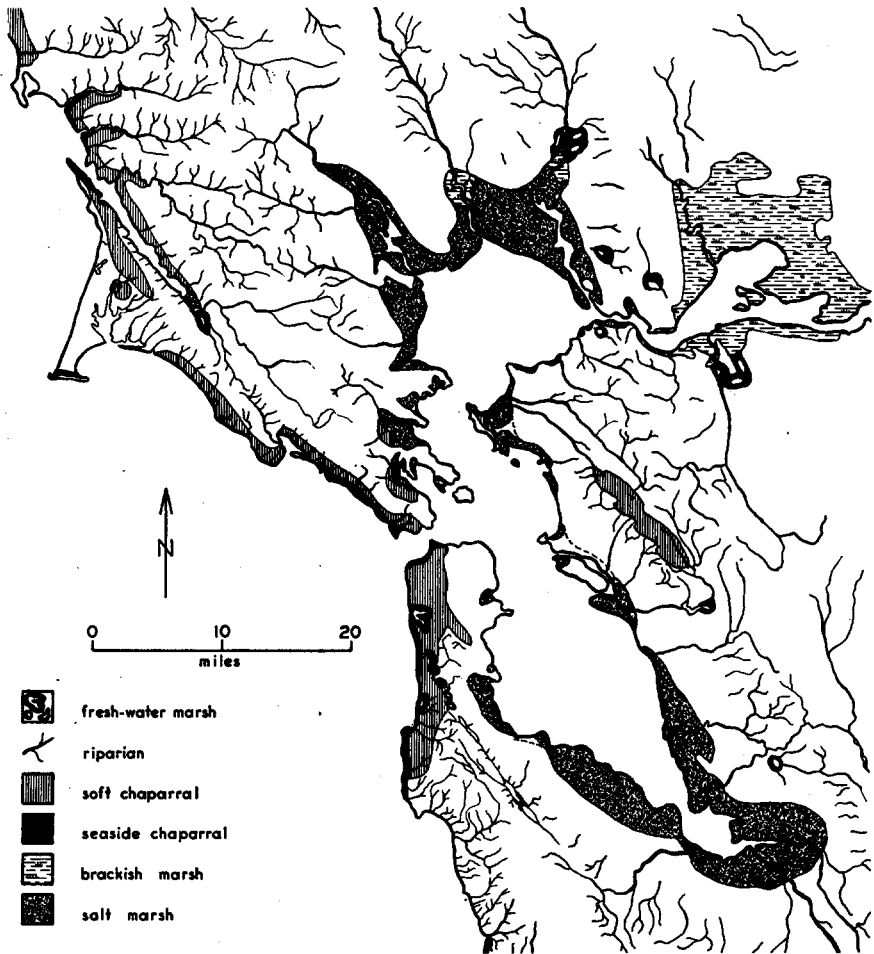 N
0 10 20
miles
fresh-water marsh
riparian
soft chaparral
seaside chaparral
brackish marsh
salt marsh